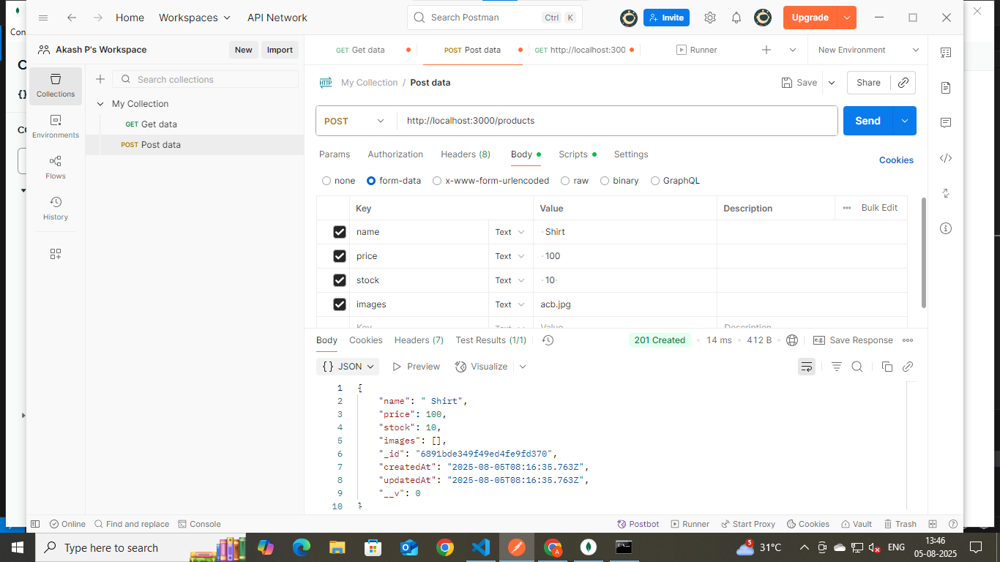 Con
Home
Workspaces
API Network
Search Postman
Ctrl
K
Invite
Upgrade
Akash P's Workspace
New
Import
GET Get data
POST Post data
GET http://localhost:300
Runner
New Environment
C
Collections
Search collections
My Collection / Post data
Save
Share
{}
My Collection
GET Get data
POST Post data
Environments
Flows
History
POST
http://localhost:3000/products
Send
Params
Authorization
Headers (8)
Body
Scripts
Settings
Cookies
none
form-data
x-www-form-urlencoded
raw
binary
GraphQL
Key
Value
Description
Bulk Edit
name Text Shirt
price Text 100
stock Text 10
images Text acb.jpg
Key Text Value Description
Body
Cookies
Headers (7)
Test Results (1/1)
201 Created
14 ms
412 B
e.g.
Save Response
{} JSON
Preview
Visualize
1 {
2 "name": " Shirt",
3 "price": 100,
4 "stock": 10,
5 "images": [],
6 "_id": "6891bde349f49ed4fe9fd370",
7 "createdAt": "2025-08-05T08:16:35.763Z",
8 "updatedAt": "2025-08-05T08:16:35.763Z",
9 "__v": 0
10 }
Online
Find and replace
Console
Postbot
Runner
Start Proxy
Cookies
Vault
Trash
Type here to search
5
31°C
ENG
13:46
05-08-2025